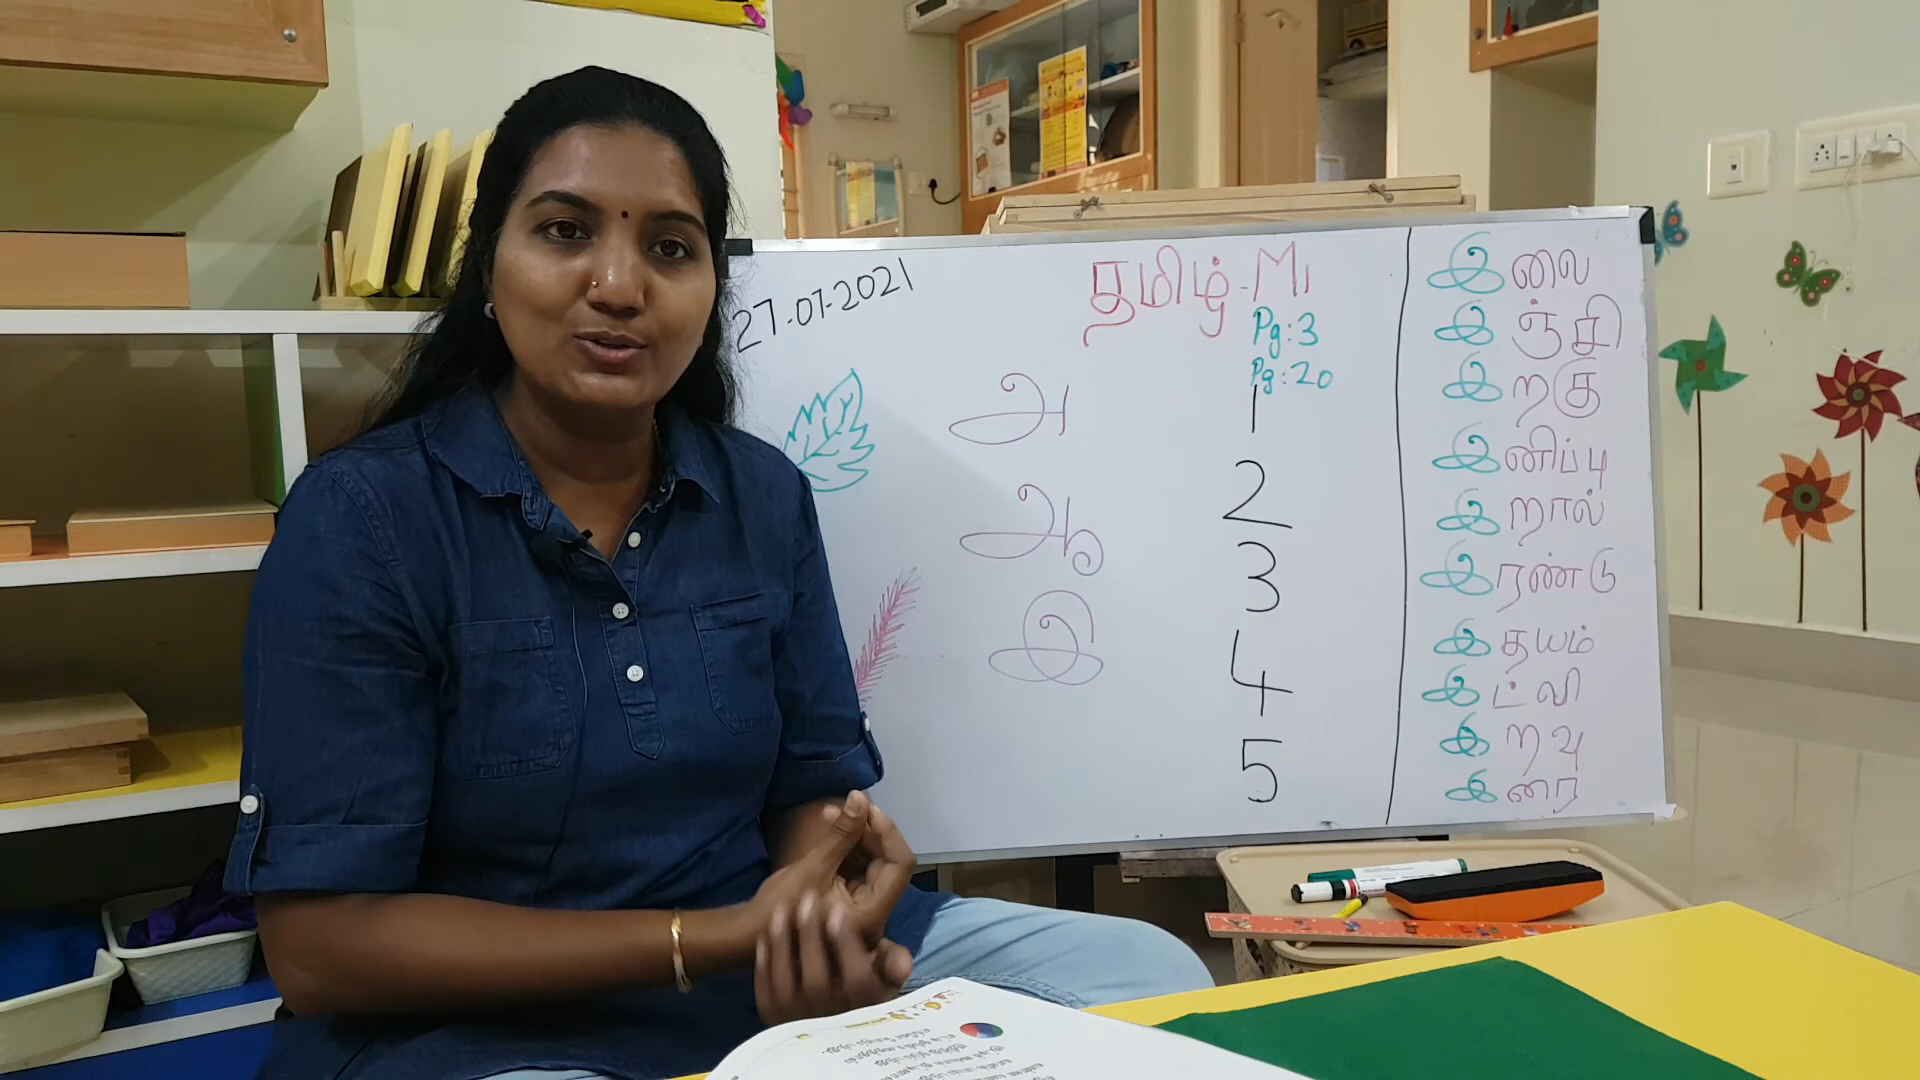 27-07-2021
தமிழ்-M1
Pg:3
Pg:20
அ
ஆ
இ
1
2
3
4
5
இலை
இஞ்சி
இறகு
இனிப்பு
இறால்
இரண்டு
இதயம்
இட்லி
இறவு
இரை